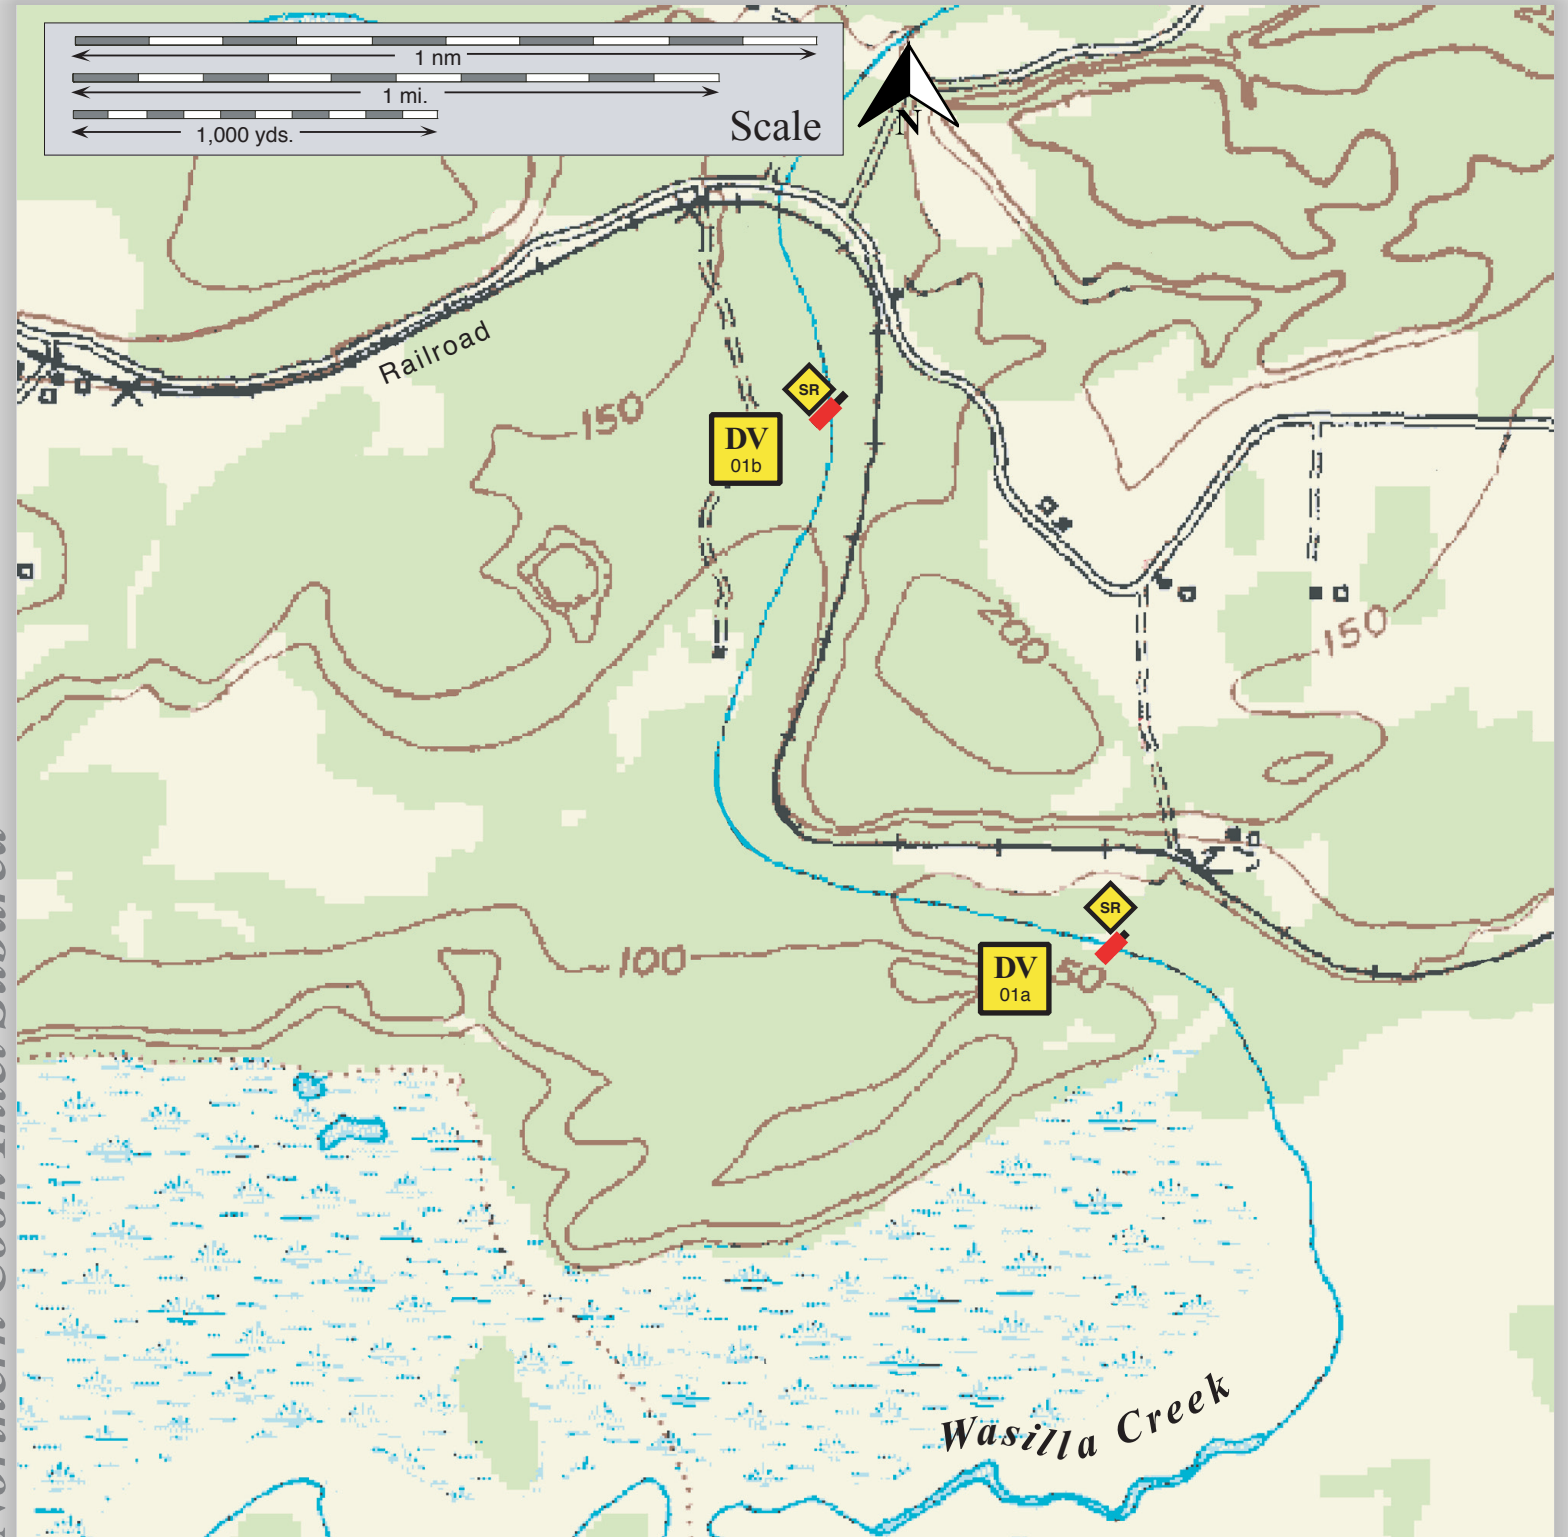 1 nm
1 mi.
1,000 yds.
Scale
N
Railroad
150
SR
DV
01b
200
150
SR
100
DV
01a
50
Wasilla Creek